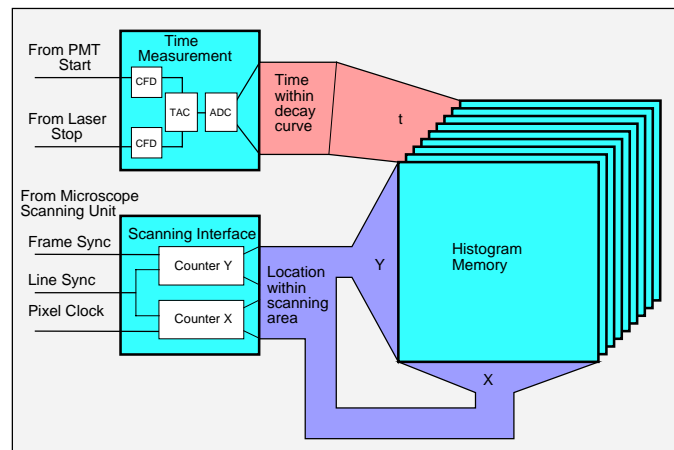 From PMT
Start
Time
Measurement
CFD
TAC
ADC
From Laser
Stop
CFD
Time
within
decay
curve
t
From Microscope
Scanning Unit
Frame Sync
Line Sync
Pixel Clock
Scanning Interface
Counter Y
Counter X
Location
within
scanning
area
Y
Histogram
Memory
X